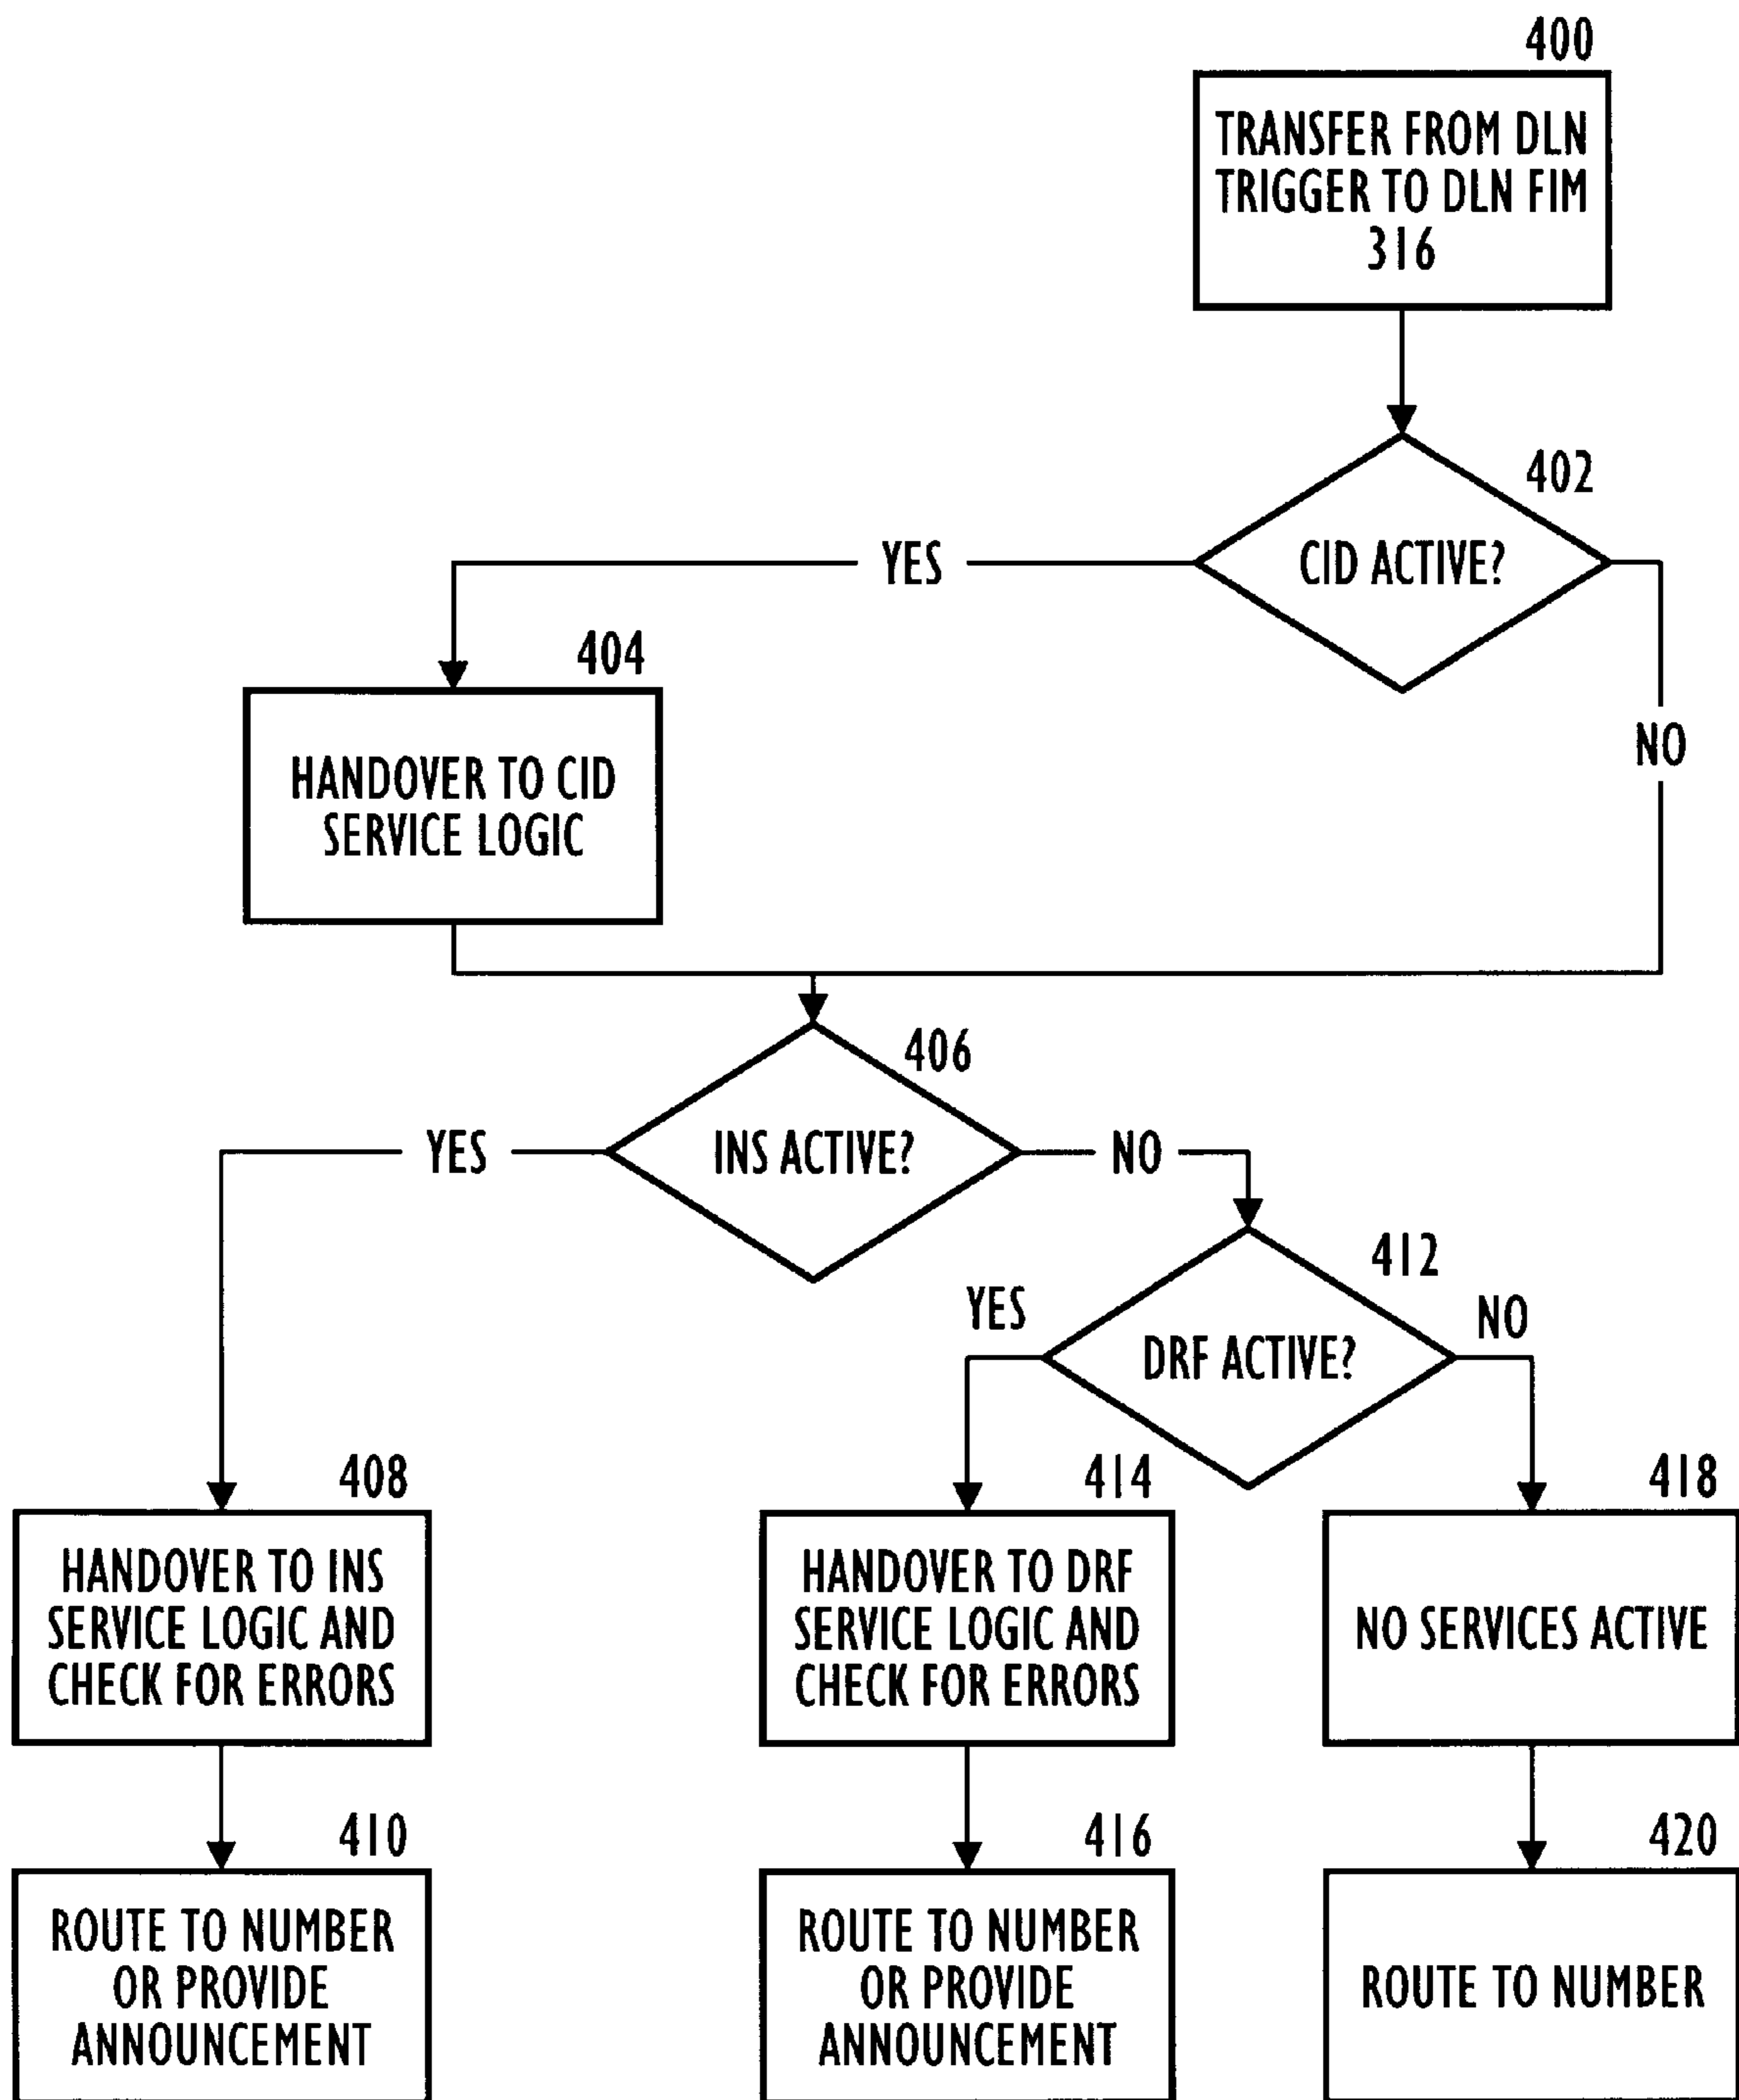 400
TRANSFER FROM DLN
TRIGGER TO DLN FIM
316
402
CID ACTIVE?
YES
NO
404
HANDOVER TO CID
SERVICE LOGIC
406
INS ACTIVE?
YES
NO
412
DRF ACTIVE?
YES
NO
408
HANDOVER TO INS
SERVICE LOGIC AND
CHECK FOR ERRORS
414
HANDOVER TO DRF
SERVICE LOGIC AND
CHECK FOR ERRORS
418
NO SERVICES ACTIVE
410
ROUTE TO NUMBER
OR PROVIDE
ANNOUNCEMENT
416
ROUTE TO NUMBER
OR PROVIDE
ANNOUNCEMENT
420
ROUTE TO NUMBER